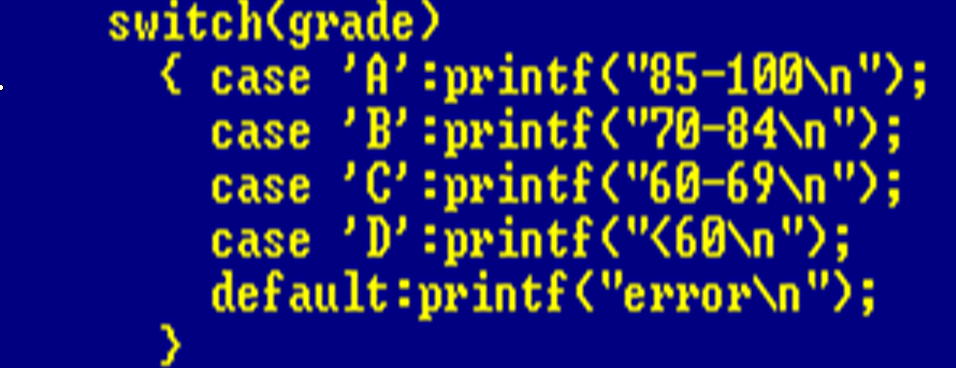 switch(grade)
{ case 'A':printf("85-100\n");
case 'B':printf("70-84\n");
case 'C':printf("60-69\n");
case 'D':printf("<60\n");
default:printf("error\n");
}